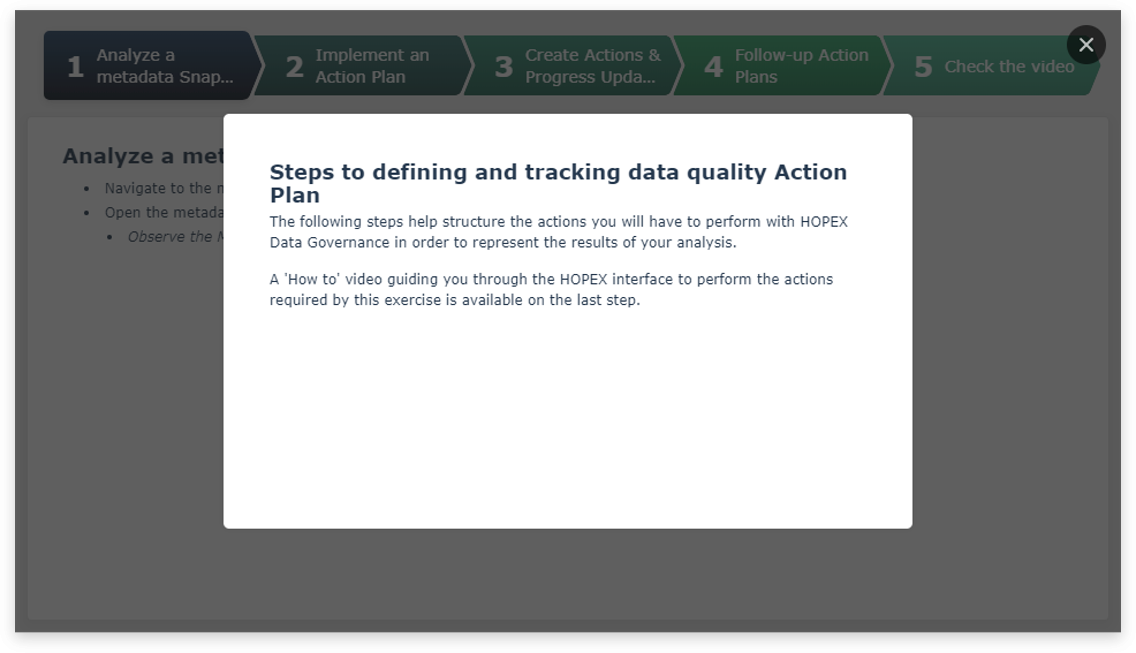 1 Analyze a
metadata Snap...
2 Implement an
Action Plan
3 Create Actions &
Progress Upda...
4 Follow-up Action
Plans
5 Check the video
Analyze a met
• Navigate to the
• Open the metada
• Observe the
Steps to defining and tracking data quality Action
Plan
The following steps help structure the actions you will have to perform with HOPEX
Data Governance in order to represent the results of your analysis.
A 'How to' video guiding you through the HOPEX interface to perform the actions
required by this exercise is available on the last step.